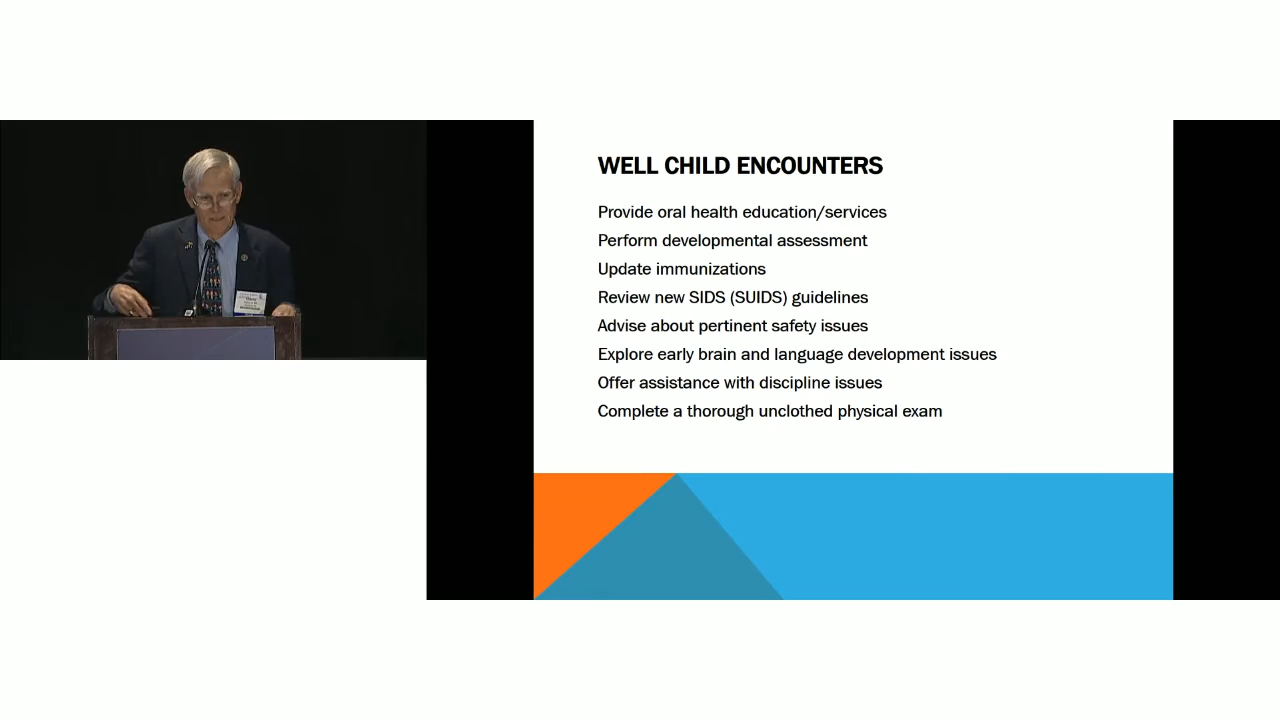 WELL CHILD ENCOUNTERS
Provide oral health education/services
Perform developmental assessment
Update immunizations
Review new SIDS (SUIDS) guidelines
Advise about pertinent safety issues
Explore early brain and language development issues
Offer assistance with discipline issues
Complete a thorough unclothed physical exam